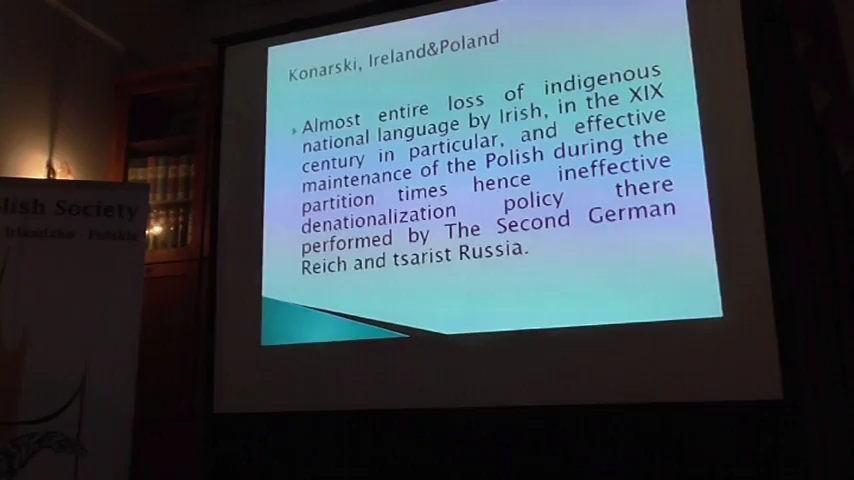 Konarski, Ireland&Poland
Almost entire loss of indigenous
national language by Irish, in the XIX
century in particular, and effective
maintenance of the Polish during the
partition times hence ineffective
denationalization policy there
performed by The Second German
Reich and tsarist Russia.
lish Society
Irlandzko Polskie